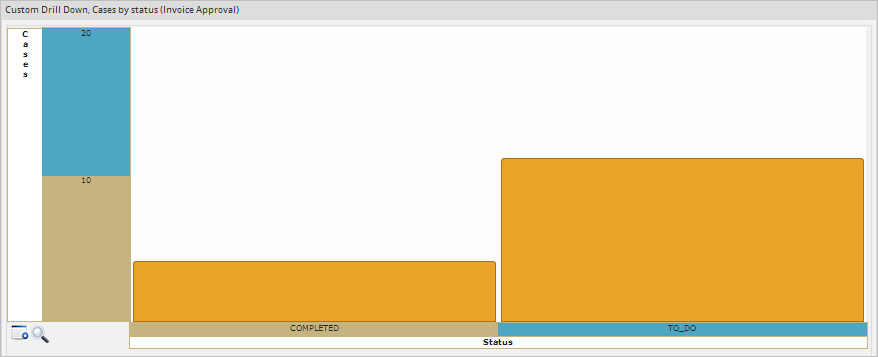 Custom Drill Down, Cases by status (Invoice Approval)
C
a
s
e
s
20
10
COMPLETED
TO_DO
Status